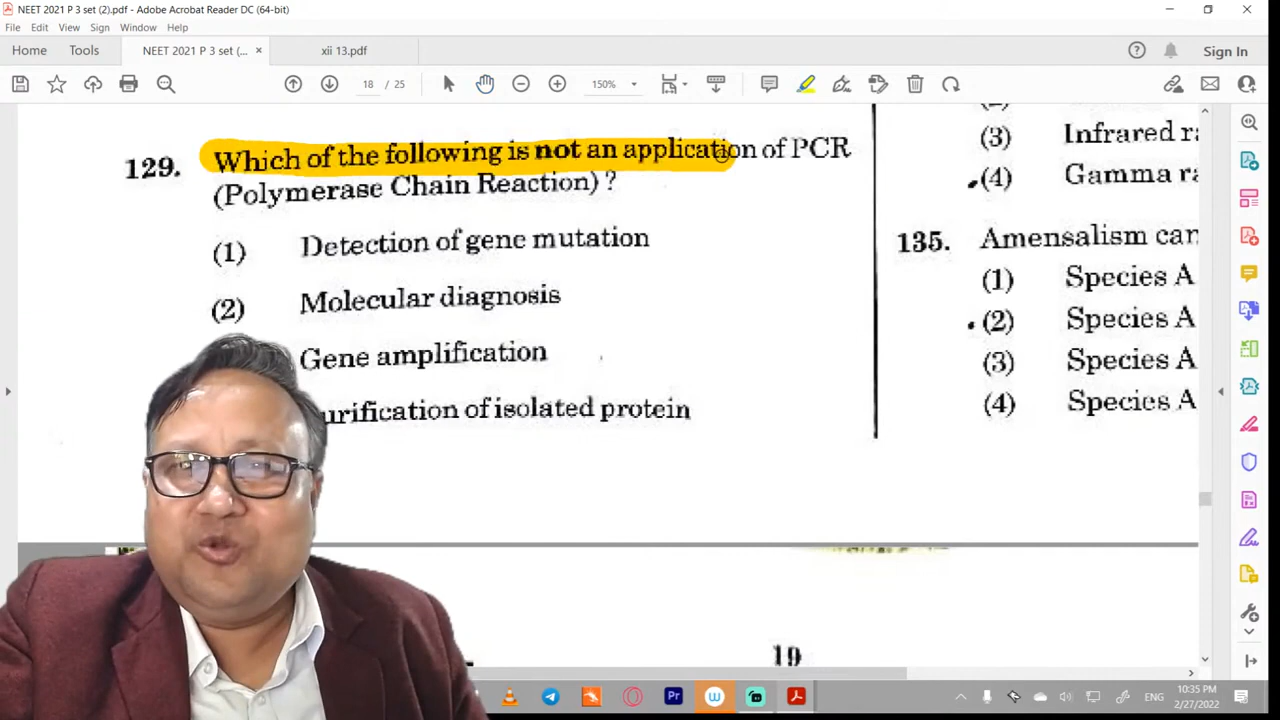 NEET 2021 P 3 set (2).pdf - Adobe Acrobat Reader DC (64-bit)
File Edit View Sign Window Help
Home Tools NEET 2021 P 3 set (... × xii 13.pdf Sign In
18 / 25 150%
129. Which of the following is not an application of PCR
(Polymerase Chain Reaction) ?
(1) Detection of gene mutation
(2) Molecular diagnosis
Gene amplification
urification of isolated protein
(3) Infrared ra
(4) Gamma ra
135. Amensalism can
(1) Species A
(2) Species A
(3) Species A
(4) Species A
19
Pr
ENG
10:35 PM
2/27/2022